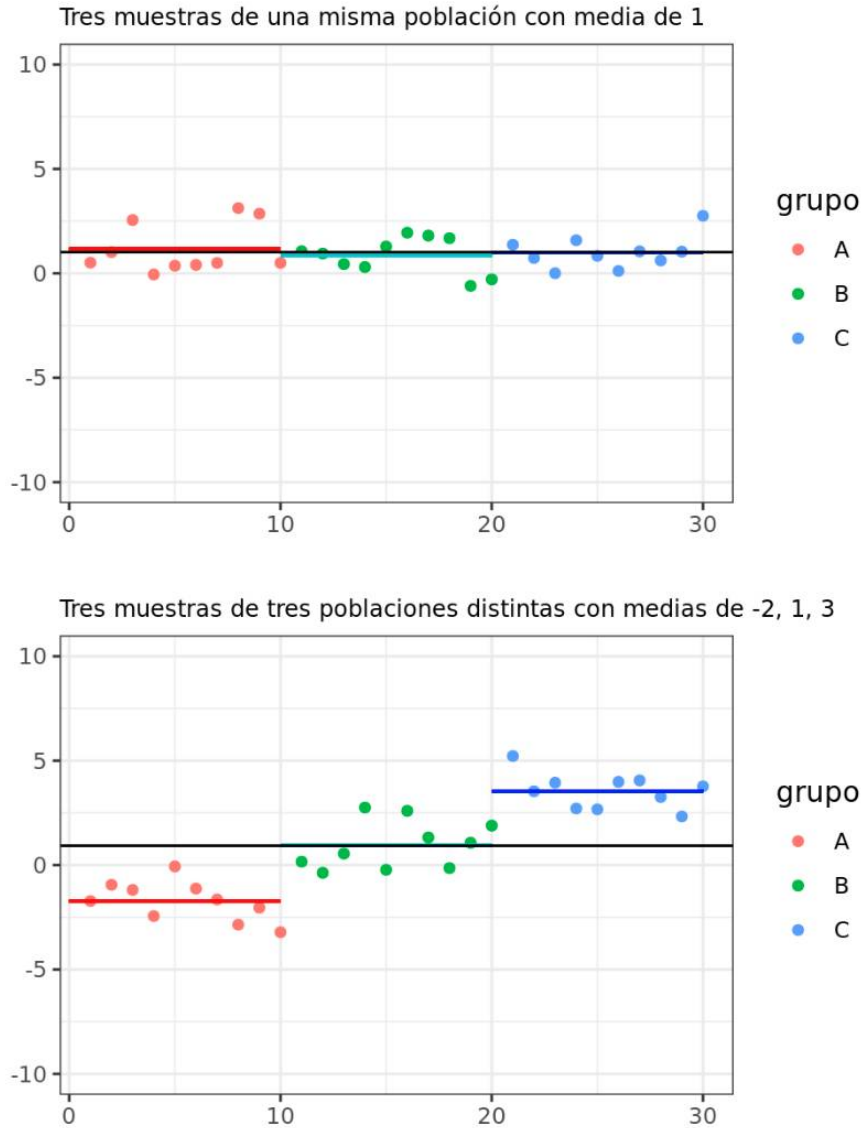 Tres muestras de una misma población con media de 1
10
5
0
-5
-10
0 10 20 30
grupo
A
B
C
Tres muestras de tres poblaciones distintas con medias de -2, 1, 3
10
5
0
-5
-10
0 10 20 30
grupo
A
B
C